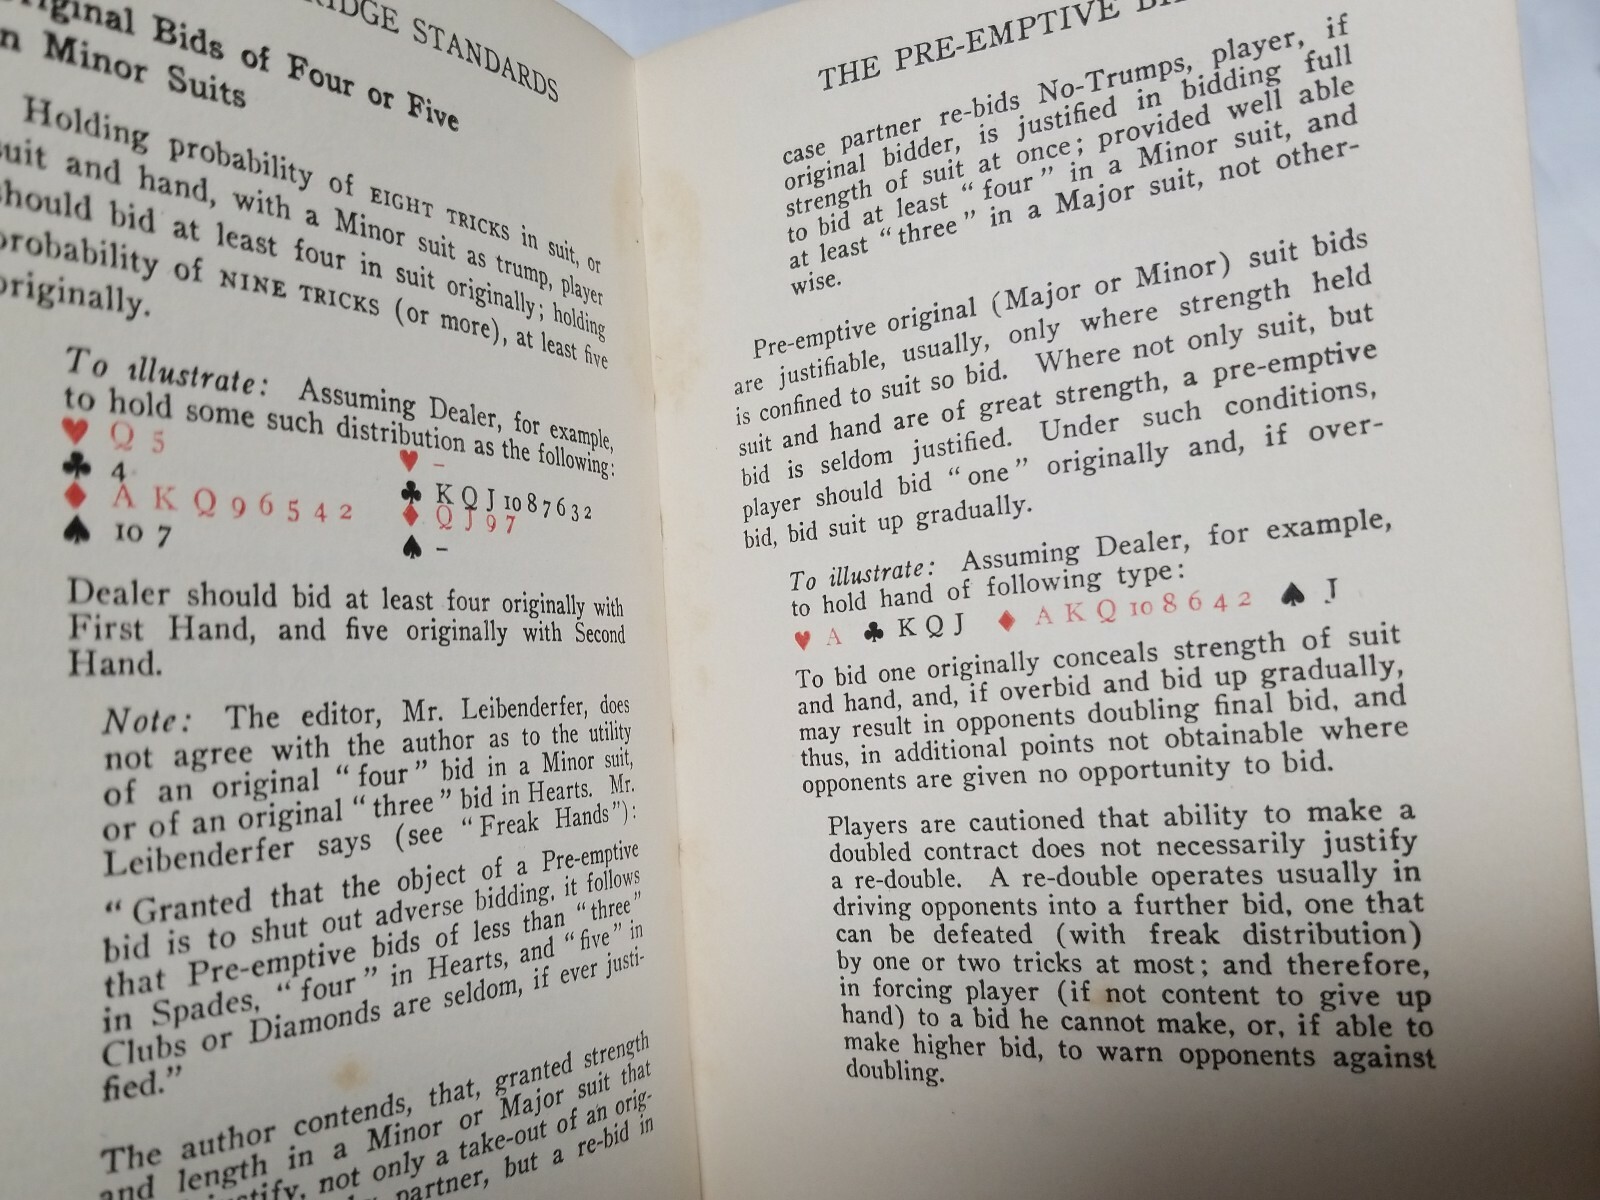 RIDGE STANDARDS
Original Bids of Four or Five
in Minor Suits
Holding probability of EIGHT TRICKS in suit, or
suit and hand, with a Minor suit as trump, player
should bid at least four in suit originally; holding
probability of NINE TRICKS (or more), at least five
originally.
To illustrate: Assuming Dealer, for example,
to hold some such distribution as the following:
♥ Q 5
♣ 4
♦ A K Q 9 6 5 4 2
♠ 10 7
♥ –
♣ K Q J 10 8 7 6 3 2
♦ Q J 9 7
♠ –
Dealer should bid at least four originally with
First Hand, and five originally with Second
Hand.
Note: The editor, Mr. Leibenderfer, does
not agree with the author as to the utility
of an original “four” bid in a Minor suit,
or of an original “three” bid in Hearts. Mr.
Leibenderfer says (see “Freak Hands”):
“Granted that the object of a Pre-emptive
bid is to shut out adverse bidding, it follows
that Pre-emptive bids of less than “three”
in Spades, “four” in Hearts, and “five” in
Clubs or Diamonds are seldom, if ever justi-
fied.”
The author contends, that, granted strength
and length in a Minor or Major suit that
justify, not only a take-out of an orig-
partner, but a re-bid in
THE PRE-EMPTIVE
case partner re-bids No-Trumps, player, if
original bidder, is justified in bidding full
strength of suit at once; provided well able
to bid at least “four” in a Minor suit, and
at least “three” in a Major suit, not other-
wise.
Pre-emptive original (Major or Minor) suit bids
are justifiable, usually, only where strength held
is confined to suit so bid. Where not only suit, but
suit and hand are of great strength, a pre-emptive
bid is seldom justified. Under such conditions,
player should bid “one” originally and, if over-
bid, bid suit up gradually.
To illustrate: Assuming Dealer, for example,
to hold hand of following type:
♥ A ♣ K Q J ♦ A K Q 10 8 6 4 2 ♠ J
To bid one originally conceals strength of suit
and hand, and, if overbid and bid up gradually,
may result in opponents doubling final bid, and
thus, in additional points not obtainable where
opponents are given no opportunity to bid.
Players are cautioned that ability to make a
doubled contract does not necessarily justify
a re-double. A re-double operates usually in
driving opponents into a further bid, one that
can be defeated (with freak distribution)
by one or two tricks at most; and therefore,
in forcing player (if not content to give up
hand) to a bid he cannot make, or, if able to
make higher bid, to warn opponents against
doubling.